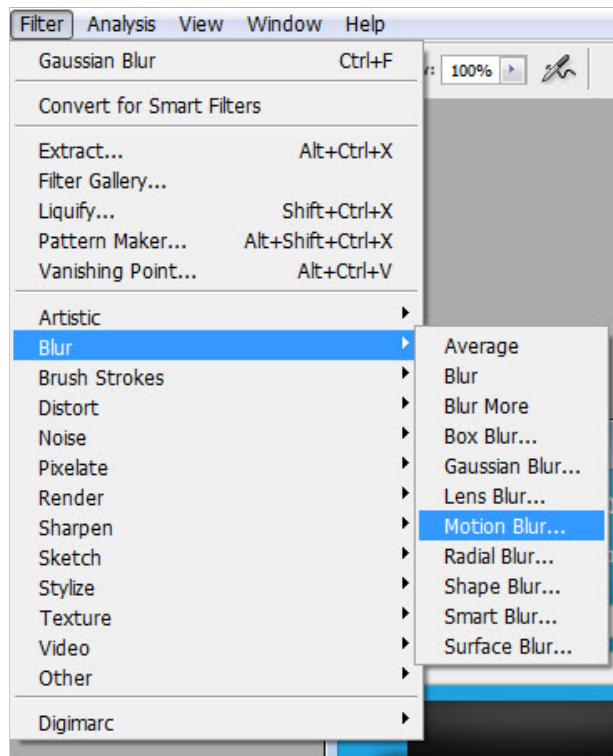 Filter Analysis View Window Help
Gaussian Blur Ctrl+F
100%
Convert for Smart Filters
Extract... Alt+Ctrl+X
Filter Gallery...
Liquify... Shift+Ctrl+X
Pattern Maker... Alt+Shift+Ctrl+X
Vanishing Point... Alt+Ctrl+V
Artistic
Blur
Brush Strokes
Distort
Noise
Pixelate
Render
Sharpen
Sketch
Stylize
Texture
Video
Other
Digimarc
Average
Blur
Blur More
Box Blur...
Gaussian Blur...
Lens Blur...
Motion Blur...
Radial Blur...
Shape Blur...
Smart Blur...
Surface Blur...